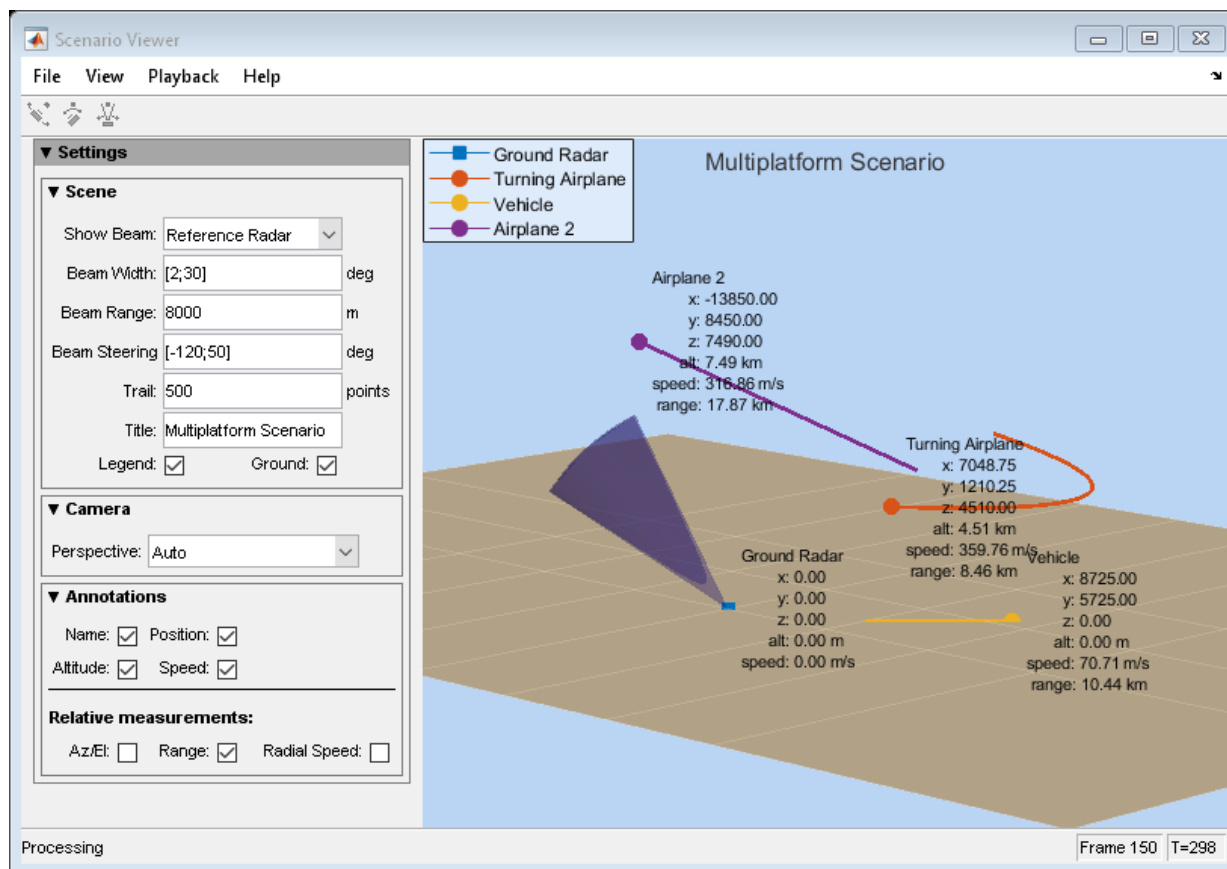 Scenario Viewer
File View Playback Help
▼ Settings
▼ Scene
Show Beam: Reference Radar
Beam Width: [2;30] deg
Beam Range: 8000 m
Beam Steering [-120;50] deg
Trail: 500 points
Title: Multiplatform Scenario
Legend: Ground:
▼ Camera
Perspective: Auto
▼ Annotations
Name: Position:
Altitude: Speed:
Relative measurements:
Az/El: Range: Radial Speed:
Ground Radar
Turning Airplane
Vehicle
Airplane 2
Multiplatform Scenario
Airplane 2
x: -13850.00
y: 8450.00
z: 7490.00
alt: 7.49 km
speed: 316.86 m/s
range: 17.87 km
Turning Airplane
x: 7048.75
y: 1210.25
z: 4510.00
alt: 4.51 km
speed: 359.76 m/s
range: 8.46 km
Ground Radar
x: 0.00
y: 0.00
z: 0.00
alt: 0.00 m
speed: 0.00 m/s
Vehicle
x: 8725.00
y: 5725.00
z: 0.00
alt: 0.00 m
speed: 70.71 m/s
range: 10.44 km
Processing
Frame 150 T=298